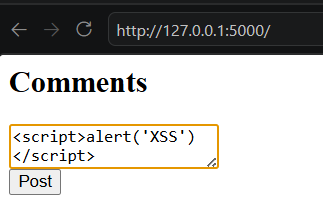 http://127.0.0.1:5000/
Comments
<script>alert('XSS')
</script>
Post